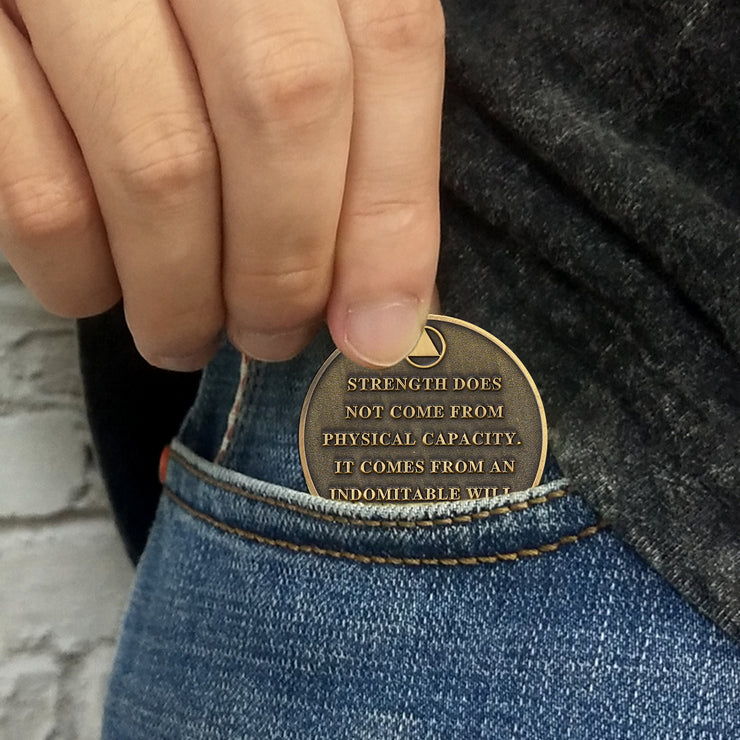 STRENGTH DOES
NOT COME FROM
PHYSICAL CAPACITY.
IT COMES FROM AN
INDOMITABLE WILL